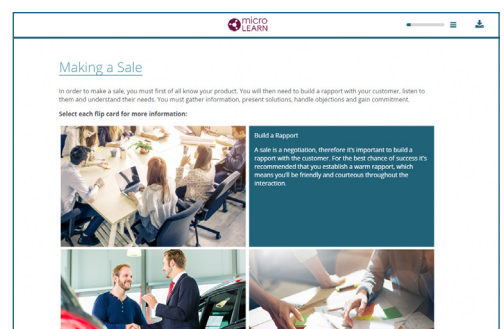 micro
LEARN
Making a Sale
In order to make a sale, you must first of all know your product. You will then need to build a rapport with your customer, listen to
them and understand their needs. You must gather information, present solutions, handle objections and gain commitment.
Select each flip card for more information:
Build a Rapport
A sale is a negotiation, therefore it's important to build a
rapport with the customer. For the best chance of success it's
recommended that you establish a warm rapport, which
means you'll be friendly and courteous throughout the
interaction.